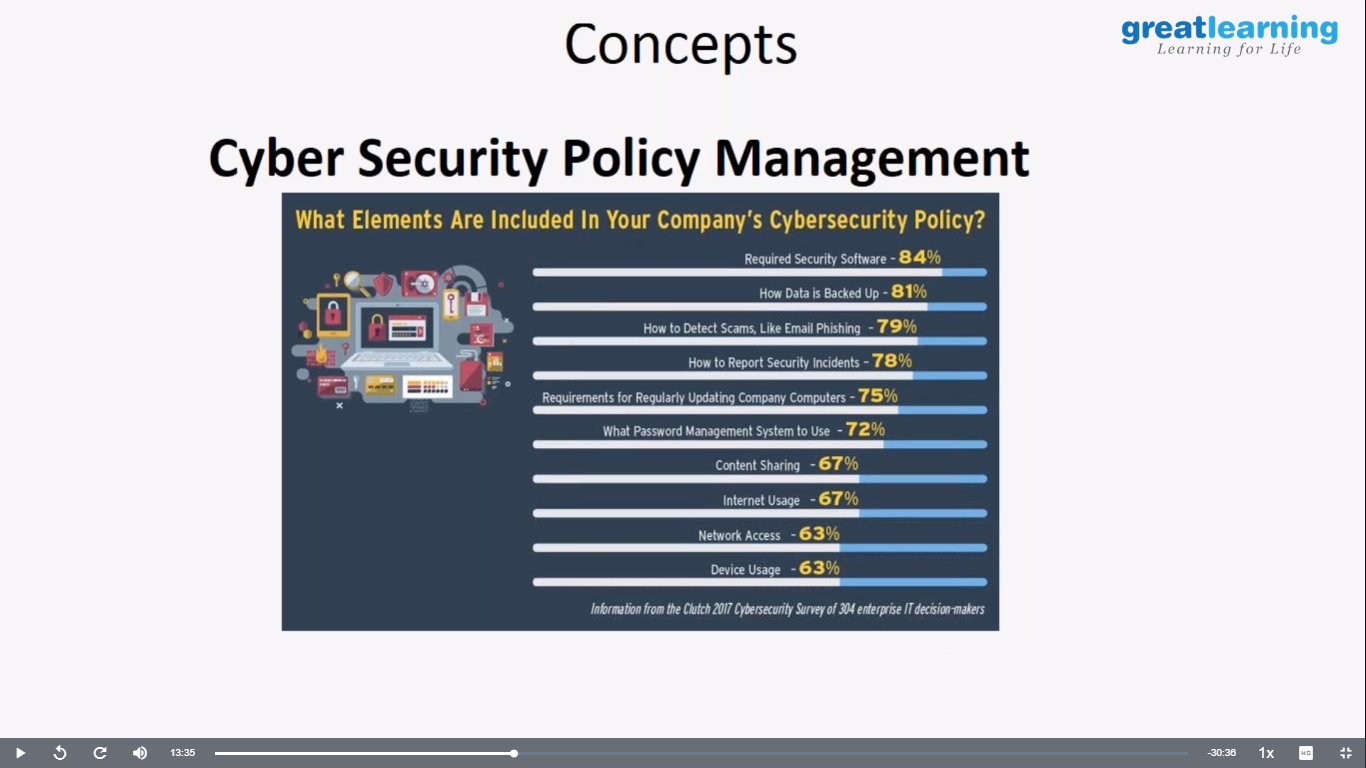 Concepts
greatlearning
Learning for Life
Cyber Security Policy Management
What Elements Are Included In Your Company's Cybersecurity Policy?
Required Security Software - 84%
How Data is Backed Up - 81%
How to Detect Scams, Like Email Phishing - 79%
How to Report Security Incidents - 78%
Requirements for Regularly Updating Company Computers - 75%
What Password Management System to Use - 72%
Content Sharing - 67%
Internet Usage - 67%
Network Access - 63%
Device Usage - 63%
Information from the Clutch 2017 Cybersecurity Survey of 304 enterprise IT decision-makers
13:35
-30:36
1x
HD